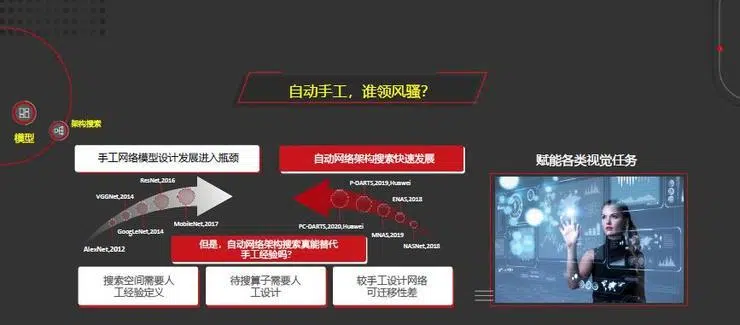 自动手工，谁领风骚？
架构搜索
模型
手工网络模型设计发展进入瓶颈
自动网络架构搜索快速发展
赋能各类视觉任务
ResNet,2016
P-DARTS,2019,Huawei
VGGNet,2014
ENAS,2018
MobileNet,2017
PC-DARTS,2020,Huawei
GoogLeNet,2014
MNAS,2019
AlexNet,2012
NASNet,2018
但是，自动网络架构搜索真能替代
手工经验吗？
搜索空间需要人
工经验定义
待搜算子需要人
工设计
较手工设计网络
可迁移性差